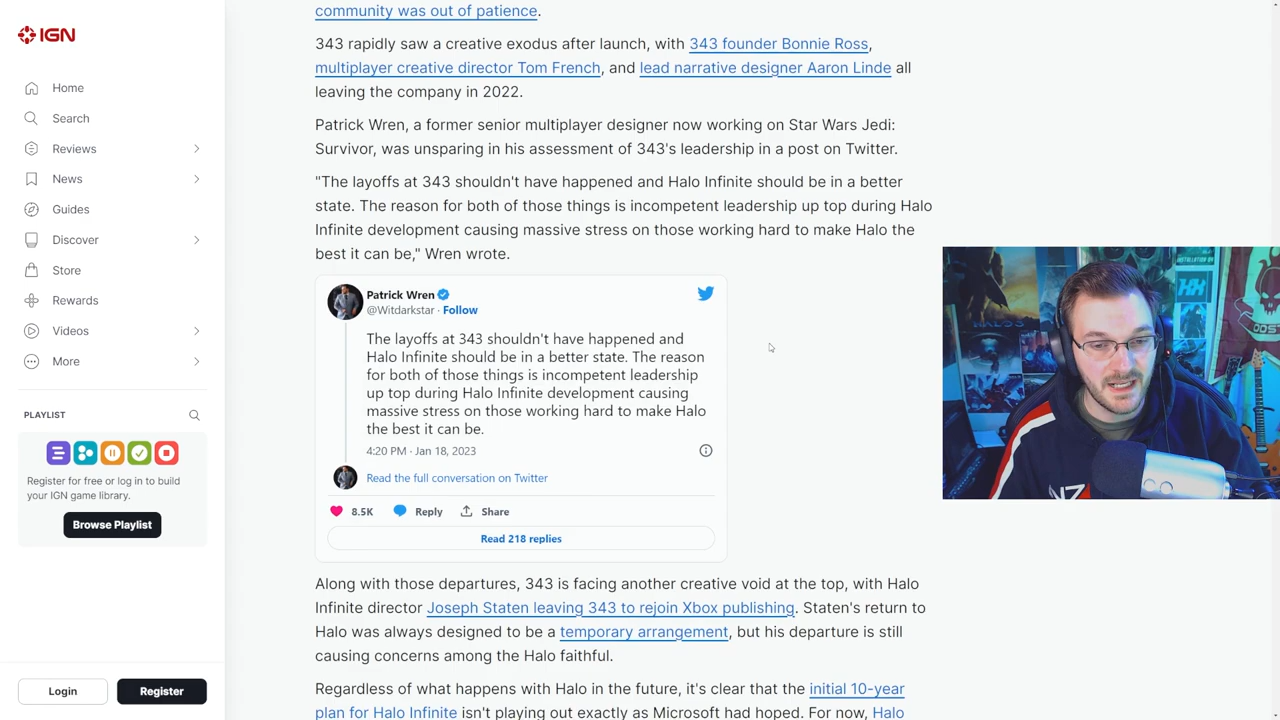 IGN
Home
Search
Reviews
News
Guides
Discover
Store
Rewards
Videos
More
PLAYLIST
Register for free or log in to build
your IGN game library.
Browse Playlist
Login
Register
community was out of patience.
343 rapidly saw a creative exodus after launch, with 343 founder Bonnie Ross,
multiplayer creative director Tom French, and lead narrative designer Aaron Linde all
leaving the company in 2022.
Patrick Wren, a former senior multiplayer designer now working on Star Wars Jedi:
Survivor, was unsparing in his assessment of 343's leadership in a post on Twitter.
"The layoffs at 343 shouldn't have happened and Halo Infinite should be in a better
state. The reason for both of those things is incompetent leadership up top during Halo
Infinite development causing massive stress on those working hard to make Halo the
best it can be," Wren wrote.
Patrick Wren
@Witdarkstar · Follow
The layoffs at 343 shouldn't have happened and
Halo Infinite should be in a better state. The reason
for both of those things is incompetent leadership
up top during Halo Infinite development causing
massive stress on those working hard to make Halo
the best it can be.
4:20 PM · Jan 18, 2023
Read the full conversation on Twitter
8.5K Reply Share
Read 218 replies
Along with those departures, 343 is facing another creative void at the top, with Halo
Infinite director Joseph Staten leaving 343 to rejoin Xbox publishing. Staten's return to
Halo was always designed to be a temporary arrangement, but his departure is still
causing concerns among the Halo faithful.
Regardless of what happens with Halo in the future, it's clear that the initial 10-year
plan for Halo Infinite isn't playing out exactly as Microsoft had hoped. For now, Halo